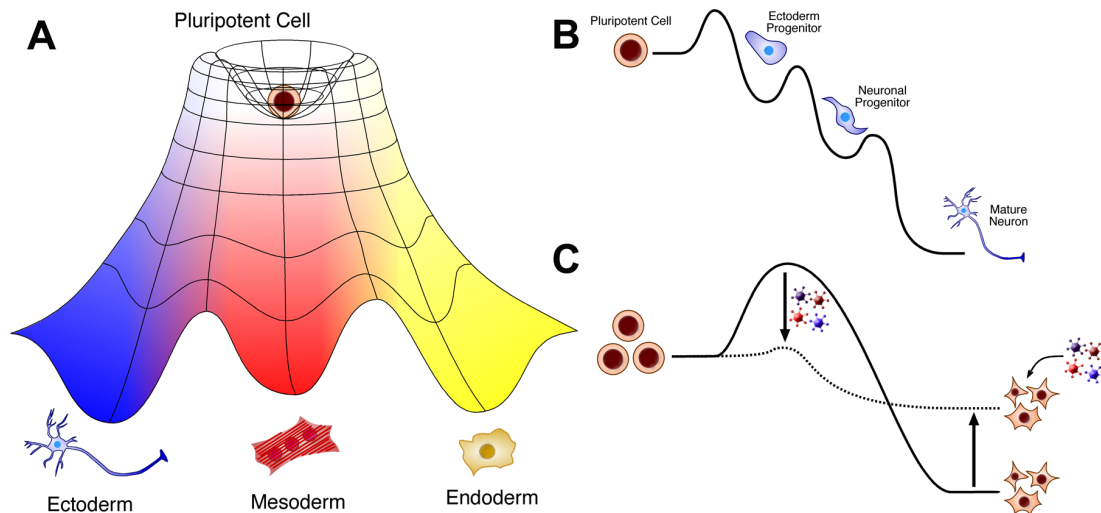 A
Pluripotent Cell
Ectoderm
Mesoderm
Endoderm
B
Pluripotent Cell
Ectoderm
Progenitor
Neuronal
Progenitor
Mature
Neuron
C